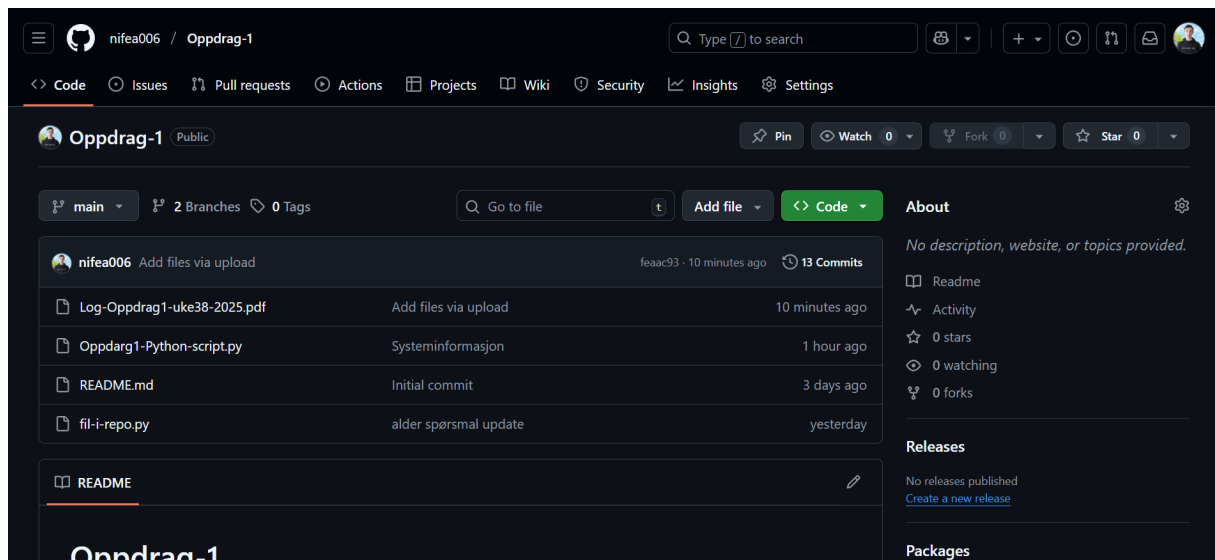 nifea006 / Oppdrag-1
Type / to search
Code Issues Pull requests Actions Projects Wiki Security Insights Settings
Oppdrag-1 Public
Pin Watch 0 Fork 0 Star 0
main 2 Branches 0 Tags Go to file t Add file Code
nifea006 Add files via upload feaac93 · 10 minutes ago 13 Commits
Log-Oppdrag1-uke38-2025.pdf Add files via upload 10 minutes ago
Oppdarg1-Python-script.py Systeminformasjon 1 hour ago
README.md Initial commit 3 days ago
fil-i-repo.py alder spørsmal update yesterday
README
Oppdrag-1
About
No description, website, or topics provided.
Readme
Activity
0 stars
0 watching
0 forks
Releases
No releases published
Create a new release
Packages